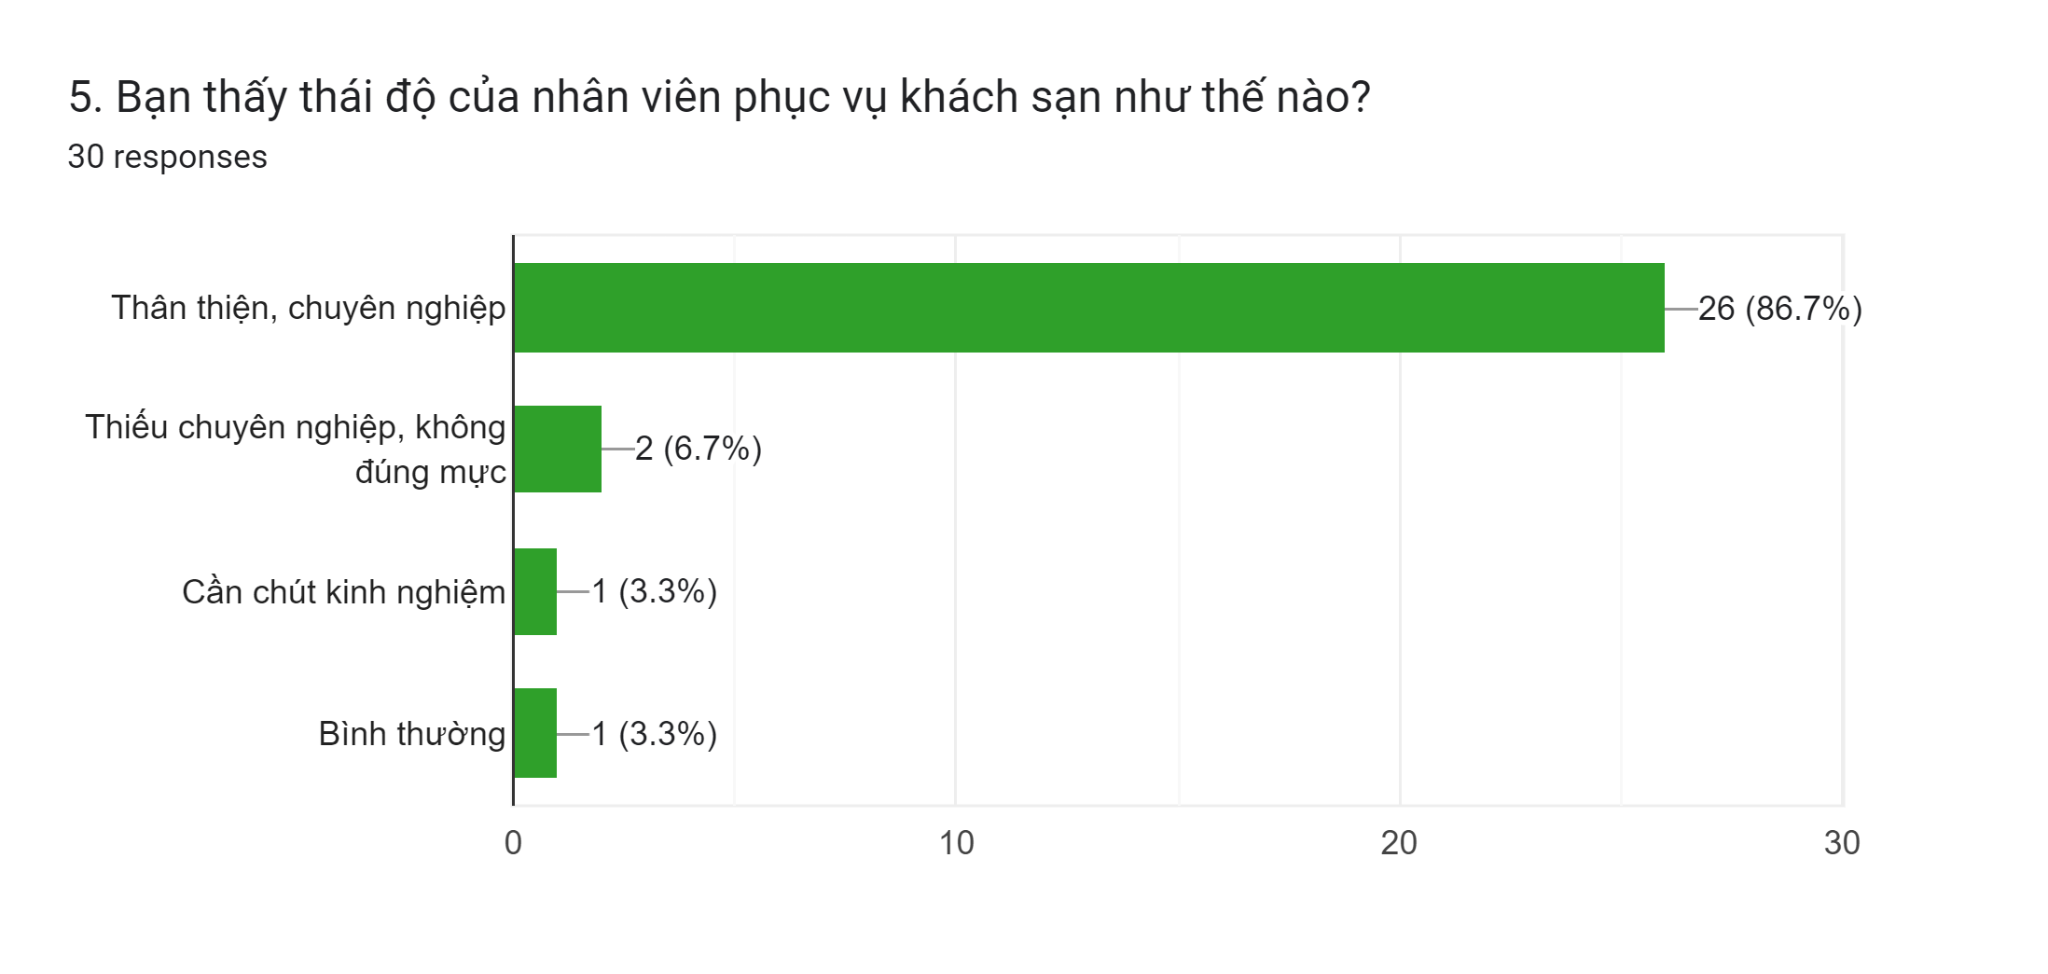 5. Bạn thấy thái độ của nhân viên phục vụ khách sạn như thế nào?
30 responses
Thân thiện, chuyên nghiệp
26 (86.7%)
Thiếu chuyên nghiệp, không
đúng mực
2 (6.7%)
Cần chút kinh nghiệm
1 (3.3%)
Bình thường
1 (3.3%)
0 10 20 30